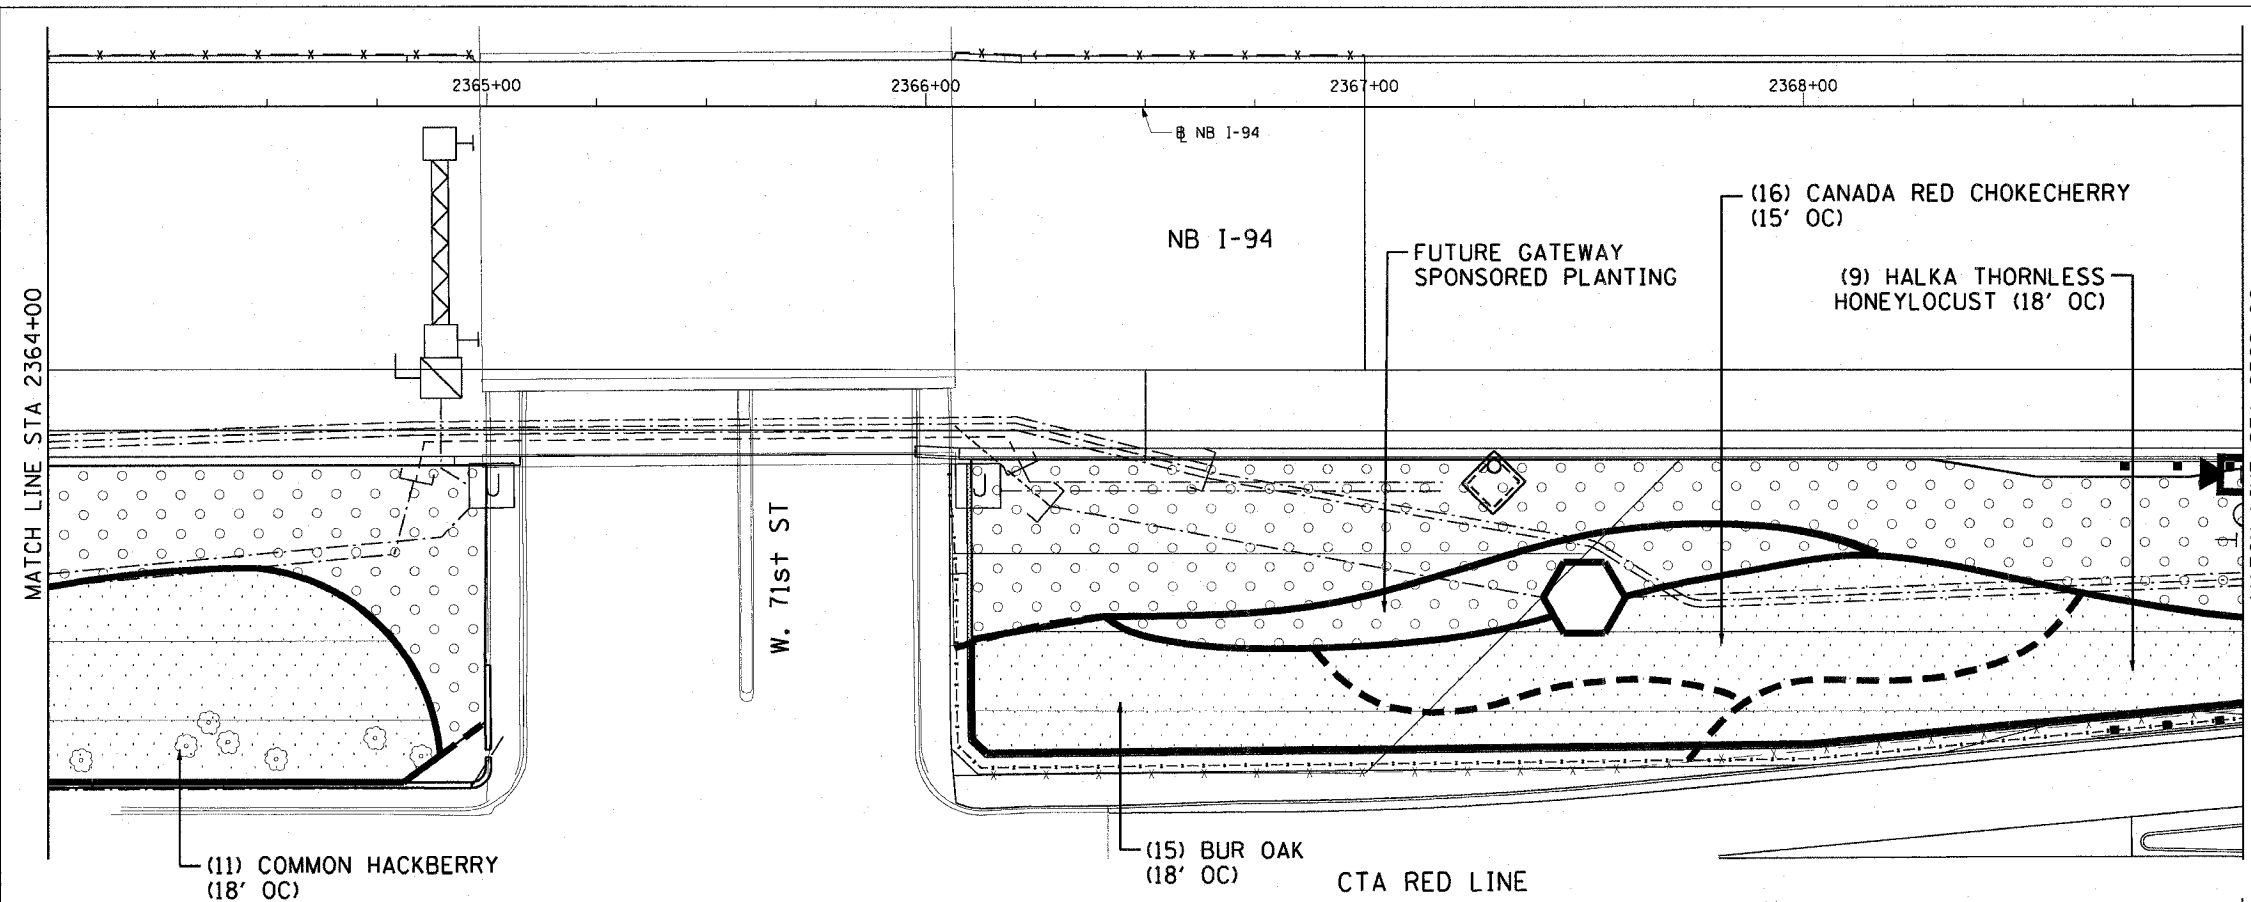 2365+00
2366+00
2367+00
2368+00
NB I-94
NB I-94
(16) CANADA RED CHOKECHERRY
(15' OC)
FUTURE GATEWAY
SPONSORED PLANTING
(9) HALKA THORNLESS
HONEYLOCUST (18' OC)
MATCH LINE STA 2364+00
W. 71st ST
(11) COMMON HACKBERRY
(18' OC)
(15) BUR OAK
(18' OC)
CTA RED LINE